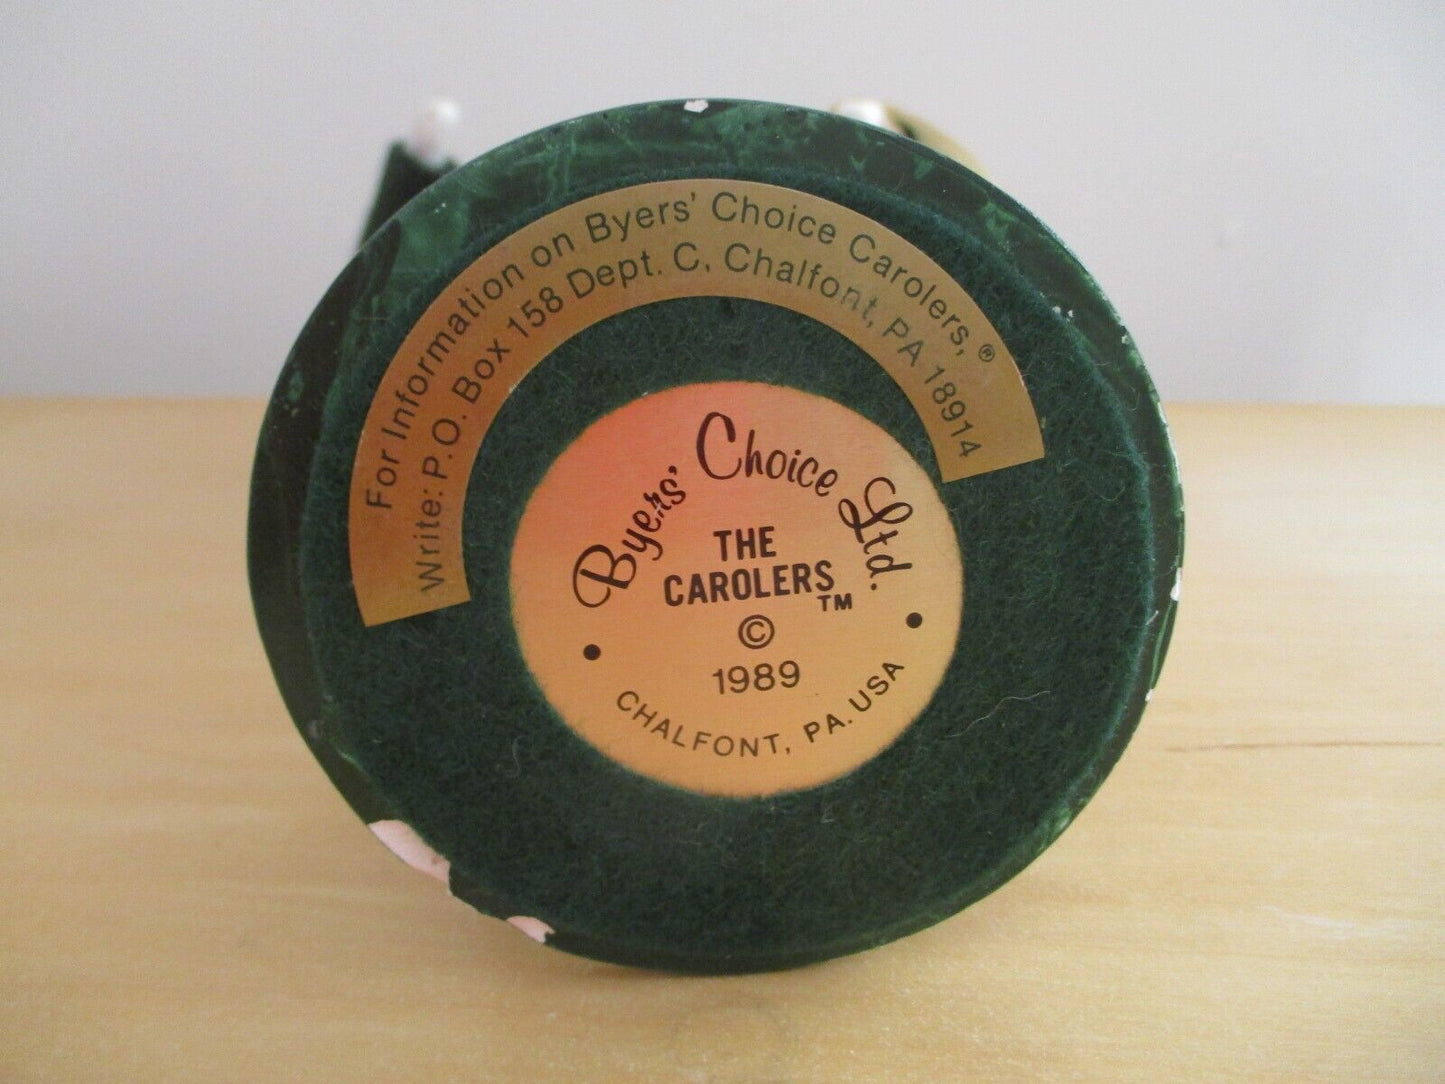 For Information on Byers' Choice Carolers,®
Write: P.O. Box 158 Dept. C, Chalfont, PA 18914
Byers' Choice Ltd.
THE
CAROLERS™
©
1989
• CHALFONT, PA. USA •